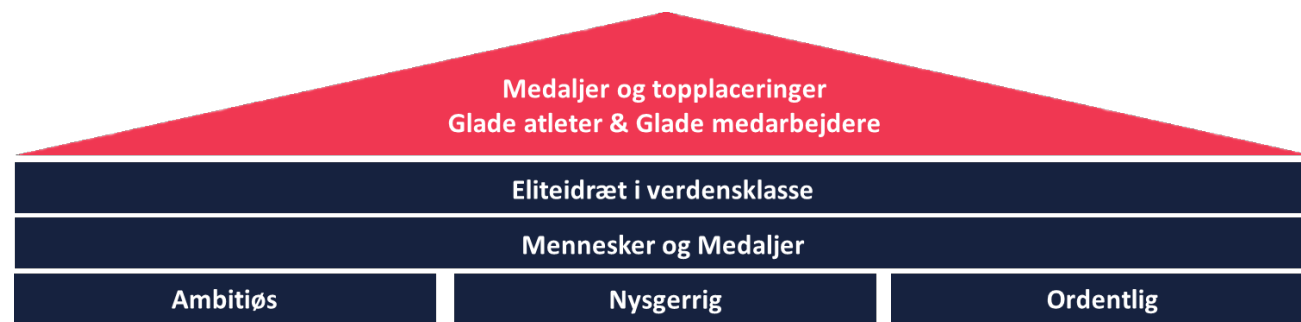 Medaljer og topplaceringer
Glade atleter & Glade medarbejdere
Eliteidræt i verdensklasse
Mennesker og Medaljer
Ambitiøs
Nysgerrig
Ordentlig